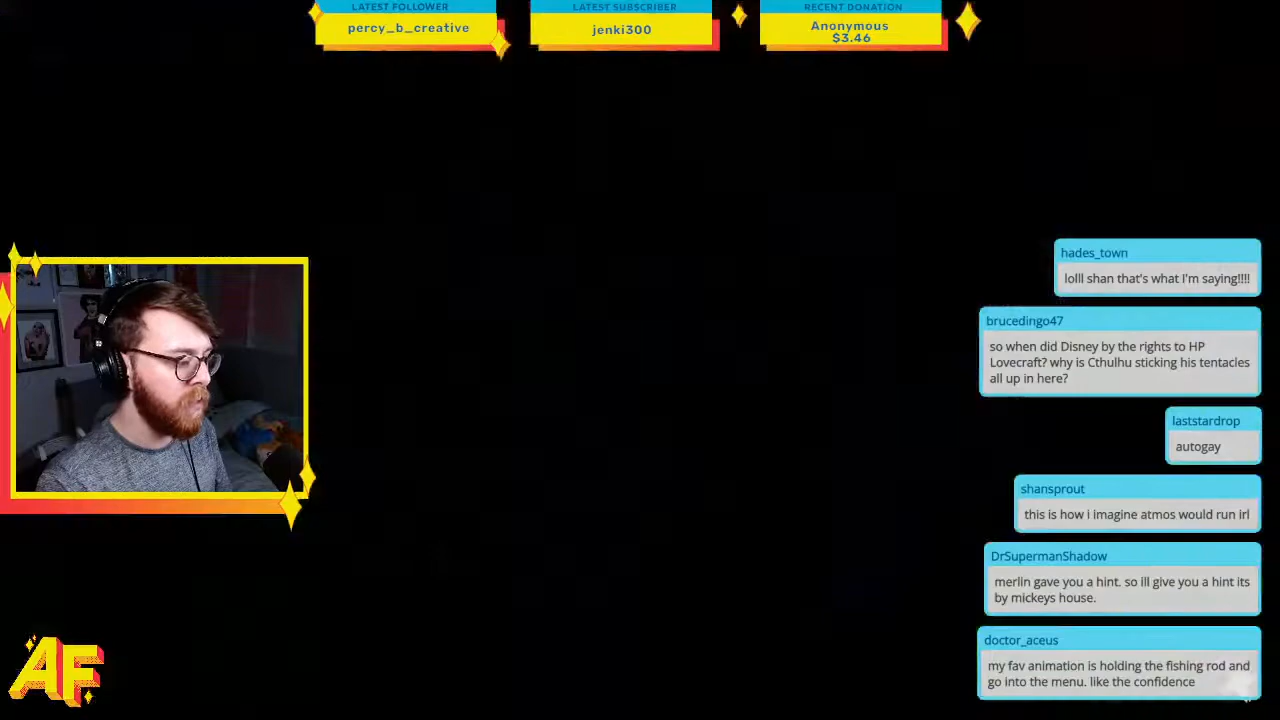 LATEST FOLLOWER
percy_b_creative
LATEST SUBSCRIBER
jenki300
RECENT DONATION
Anonymous
$3.46
hades_town
lolll shan that's what I'm saying!!!!
brucedingo47
so when did Disney by the rights to HP
Lovecraft? why is Cthulhu sticking his tentacles
all up in here?
laststardrop
autogay
shansprout
this is how i imagine atmos would run irl
DrSupermanShadow
merlin gave you a hint. so ill give you a hint its
by mickeys house.
doctor_aceus
my fav animation is holding the fishing rod and
go into the menu. like the confidence
AF